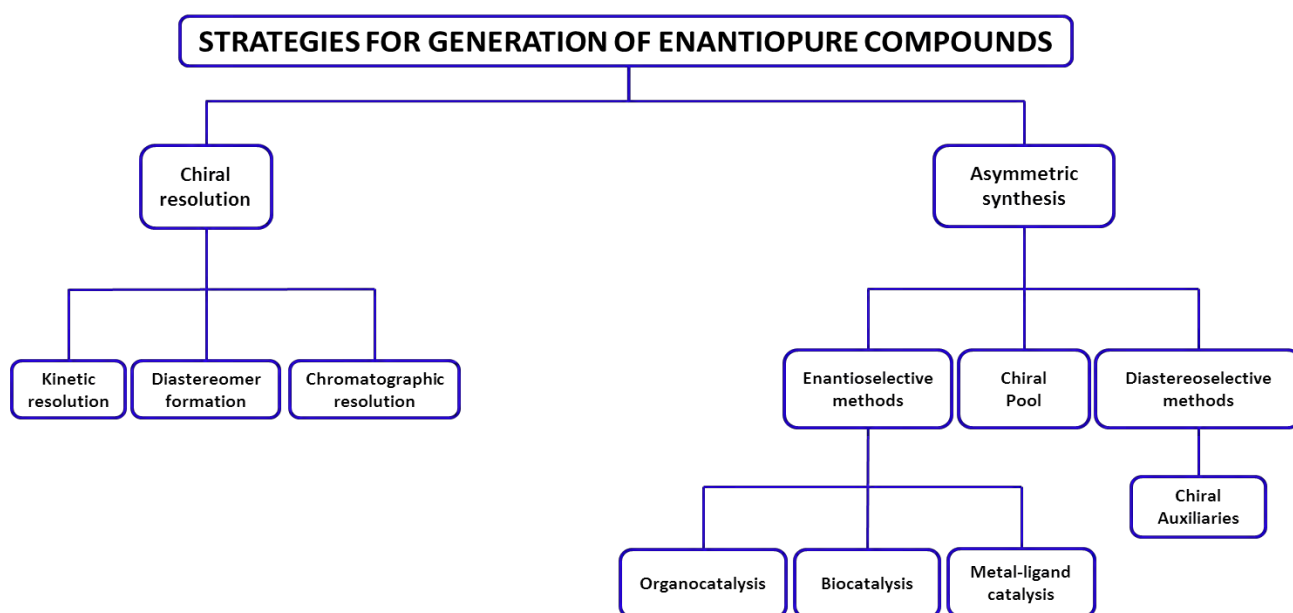 STRATEGIES FOR GENERATION OF ENANTIOPURE COMPOUNDS
Chiral
resolution
Asymmetric
synthesis
Kinetic
resolution
Diastereomer
formation
Chromatographic
resolution
Enantioselective
methods
Chiral
Pool
Diastereoselective
methods
Chiral
Auxiliaries
Organocatalysis
Biocatalysis
Metal-ligand
catalysis